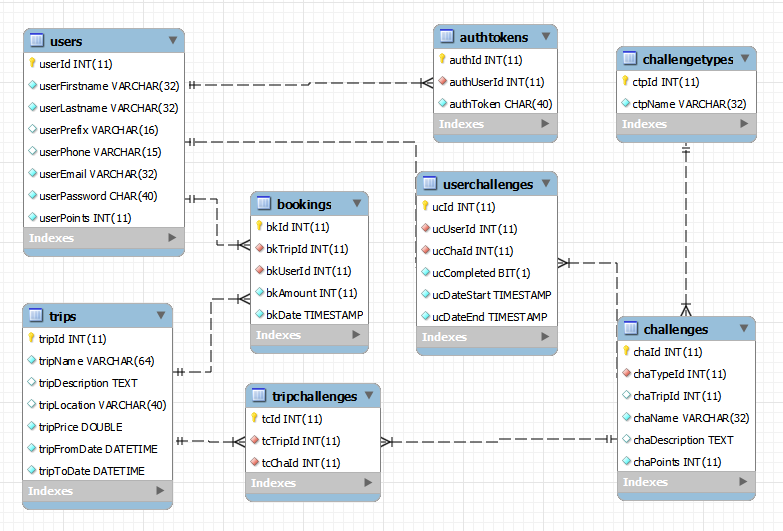 users
userId INT(11)
userFirstname VARCHAR(32)
userLastname VARCHAR(32)
userPrefix VARCHAR(16)
userPhone VARCHAR(15)
userEmail VARCHAR(32)
userPassword CHAR(40)
userPoints INT(11)
Indexes
authtokens
authId INT(11)
authUserId INT(11)
authToken CHAR(40)
Indexes
challengetypes
ctpId INT(11)
ctpName VARCHAR(32)
Indexes
bookings
bkId INT(11)
bkTripId INT(11)
bkUserId INT(11)
bkAmount INT(11)
bkDate TIMESTAMP
Indexes
userchallenges
ucId INT(11)
ucUserId INT(11)
ucChaId INT(11)
ucCompleted BIT(1)
ucDateStart TIMESTAMP
ucDateEnd TIMESTAMP
Indexes
trips
tripId INT(11)
tripName VARCHAR(64)
tripDescription TEXT
tripLocation VARCHAR(40)
tripPrice DOUBLE
tripFromDate DATETIME
tripToDate DATETIME
Indexes
tripchallenges
tcId INT(11)
tcTripId INT(11)
tcChaId INT(11)
Indexes
challenges
chaId INT(11)
chaTypeId INT(11)
chaTripId INT(11)
chaName VARCHAR(32)
chaDescription TEXT
chaPoints INT(11)
Indexes